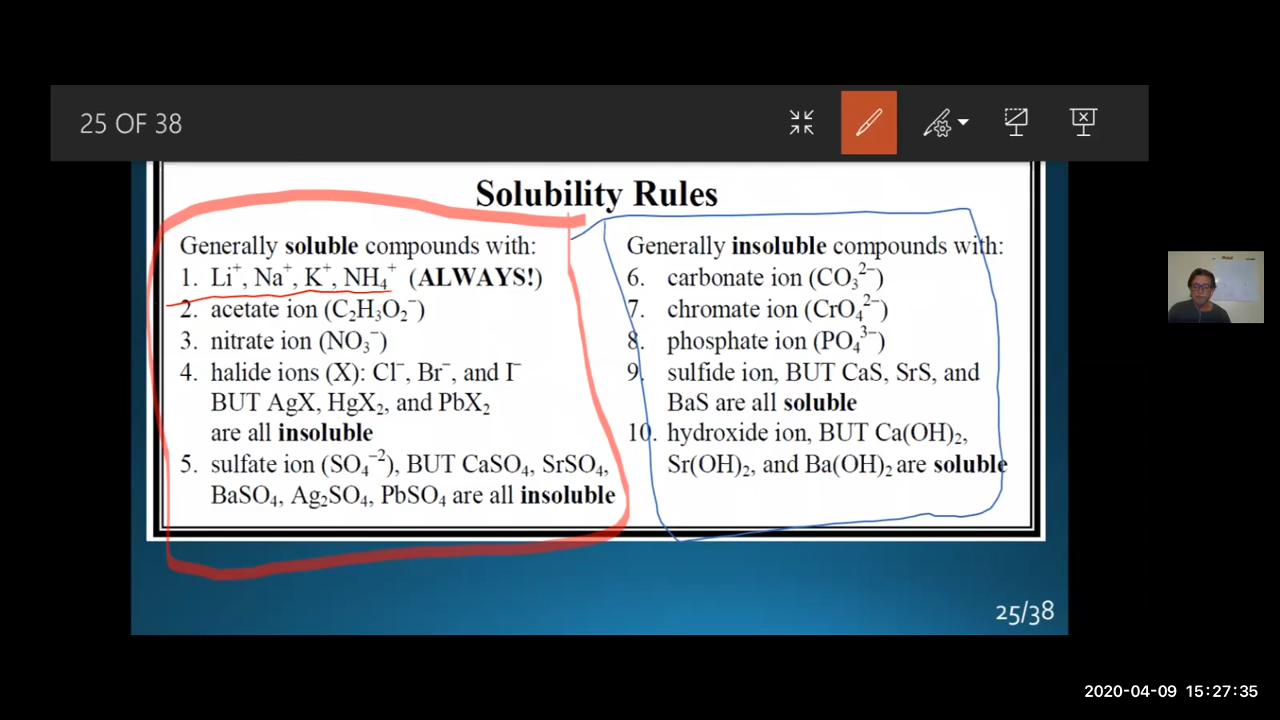 25 OF 38
Solubility Rules
Generally soluble compounds with:
1. Li⁺, Na⁺, K⁺, NH₄⁺ (ALWAYS!)
2. acetate ion (C₂H₃O₂⁻)
3. nitrate ion (NO₃⁻)
4. halide ions (X): Cl⁻, Br⁻, and I⁻
BUT AgX, HgX₂, and PbX₂
are all insoluble
5. sulfate ion (SO₄⁻²), BUT CaSO₄, SrSO₄,
BaSO₄, Ag₂SO₄, PbSO₄ are all insoluble
Generally insoluble compounds with:
6. carbonate ion (CO₃²⁻)
7. chromate ion (CrO₄²⁻)
8. phosphate ion (PO₄³⁻)
9. sulfide ion, BUT CaS, SrS, and
BaS are all soluble
10. hydroxide ion, BUT Ca(OH)₂,
Sr(OH)₂, and Ba(OH)₂ are soluble
25/38
2020-04-09 15:27:35